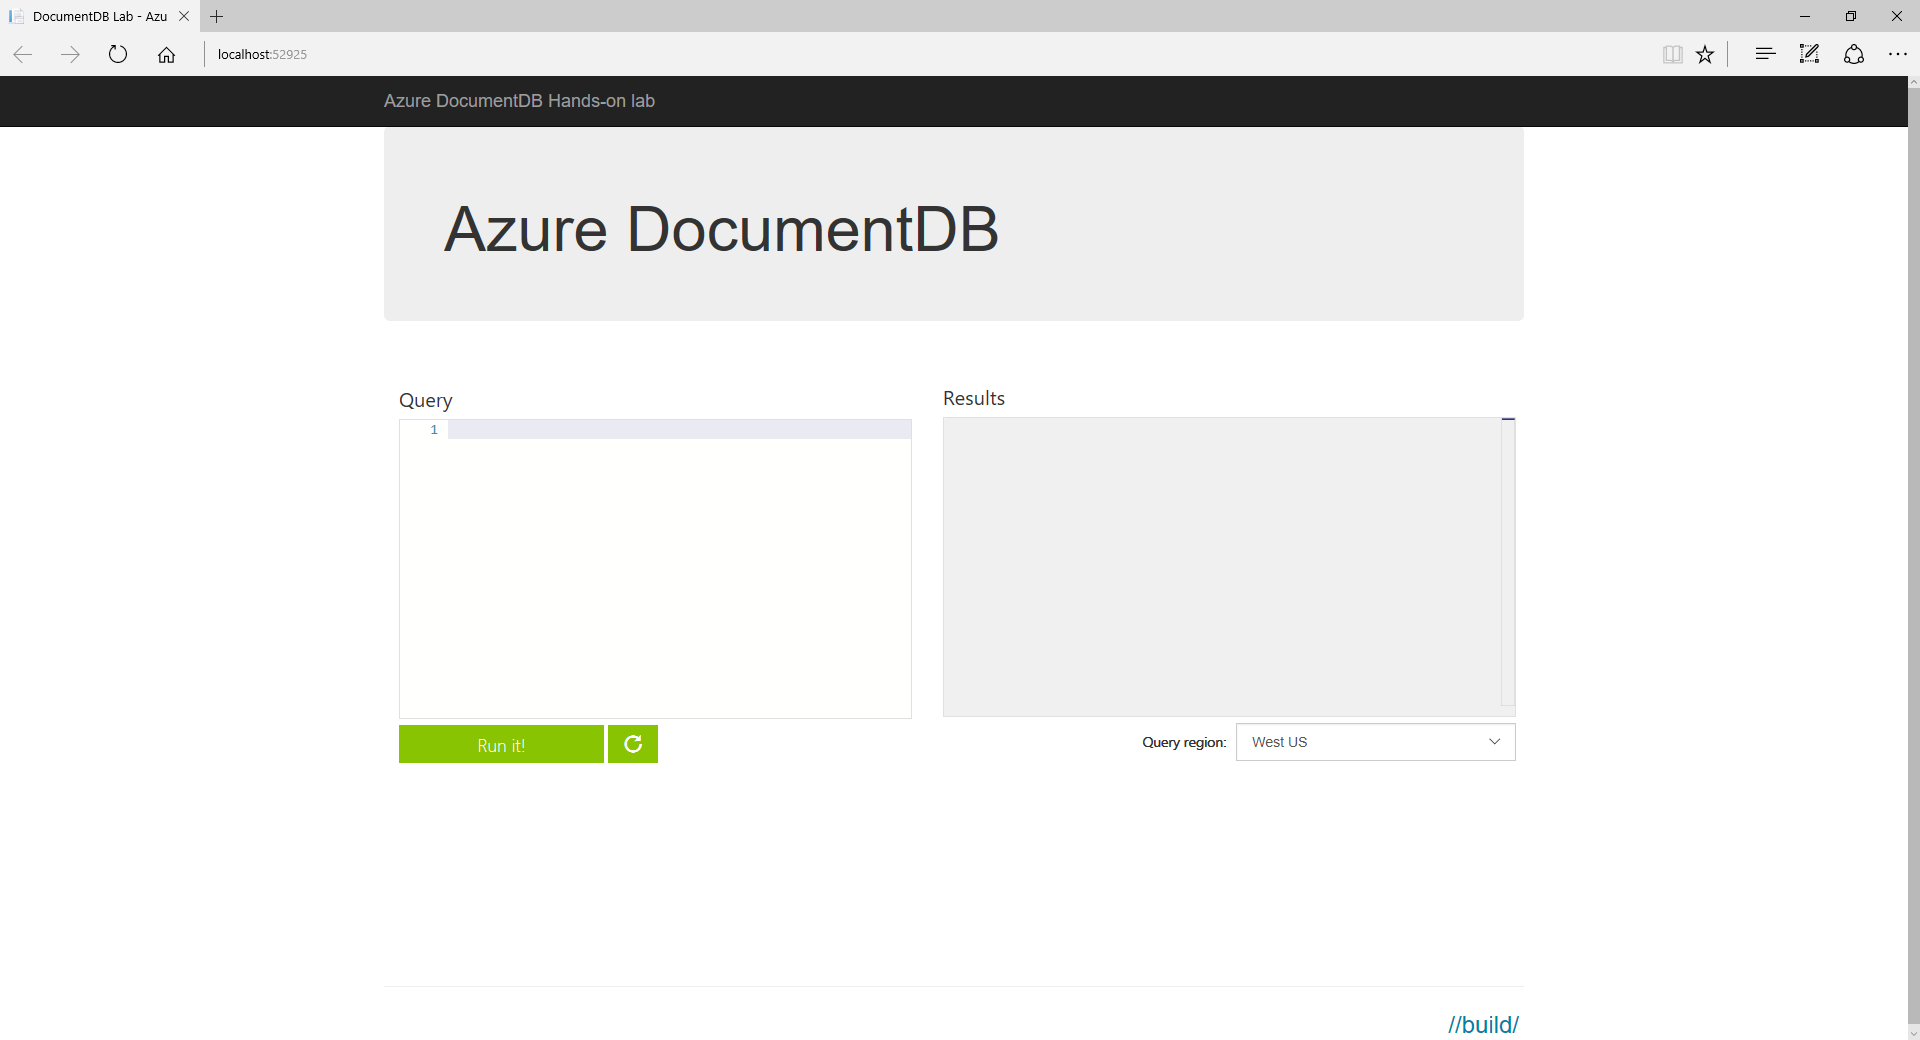 DocumentDB Lab - Azu
localhost:52925
Azure DocumentDB Hands-on lab
Azure DocumentDB
Query
Results
1
Run it!
Query region:
West US
//build/